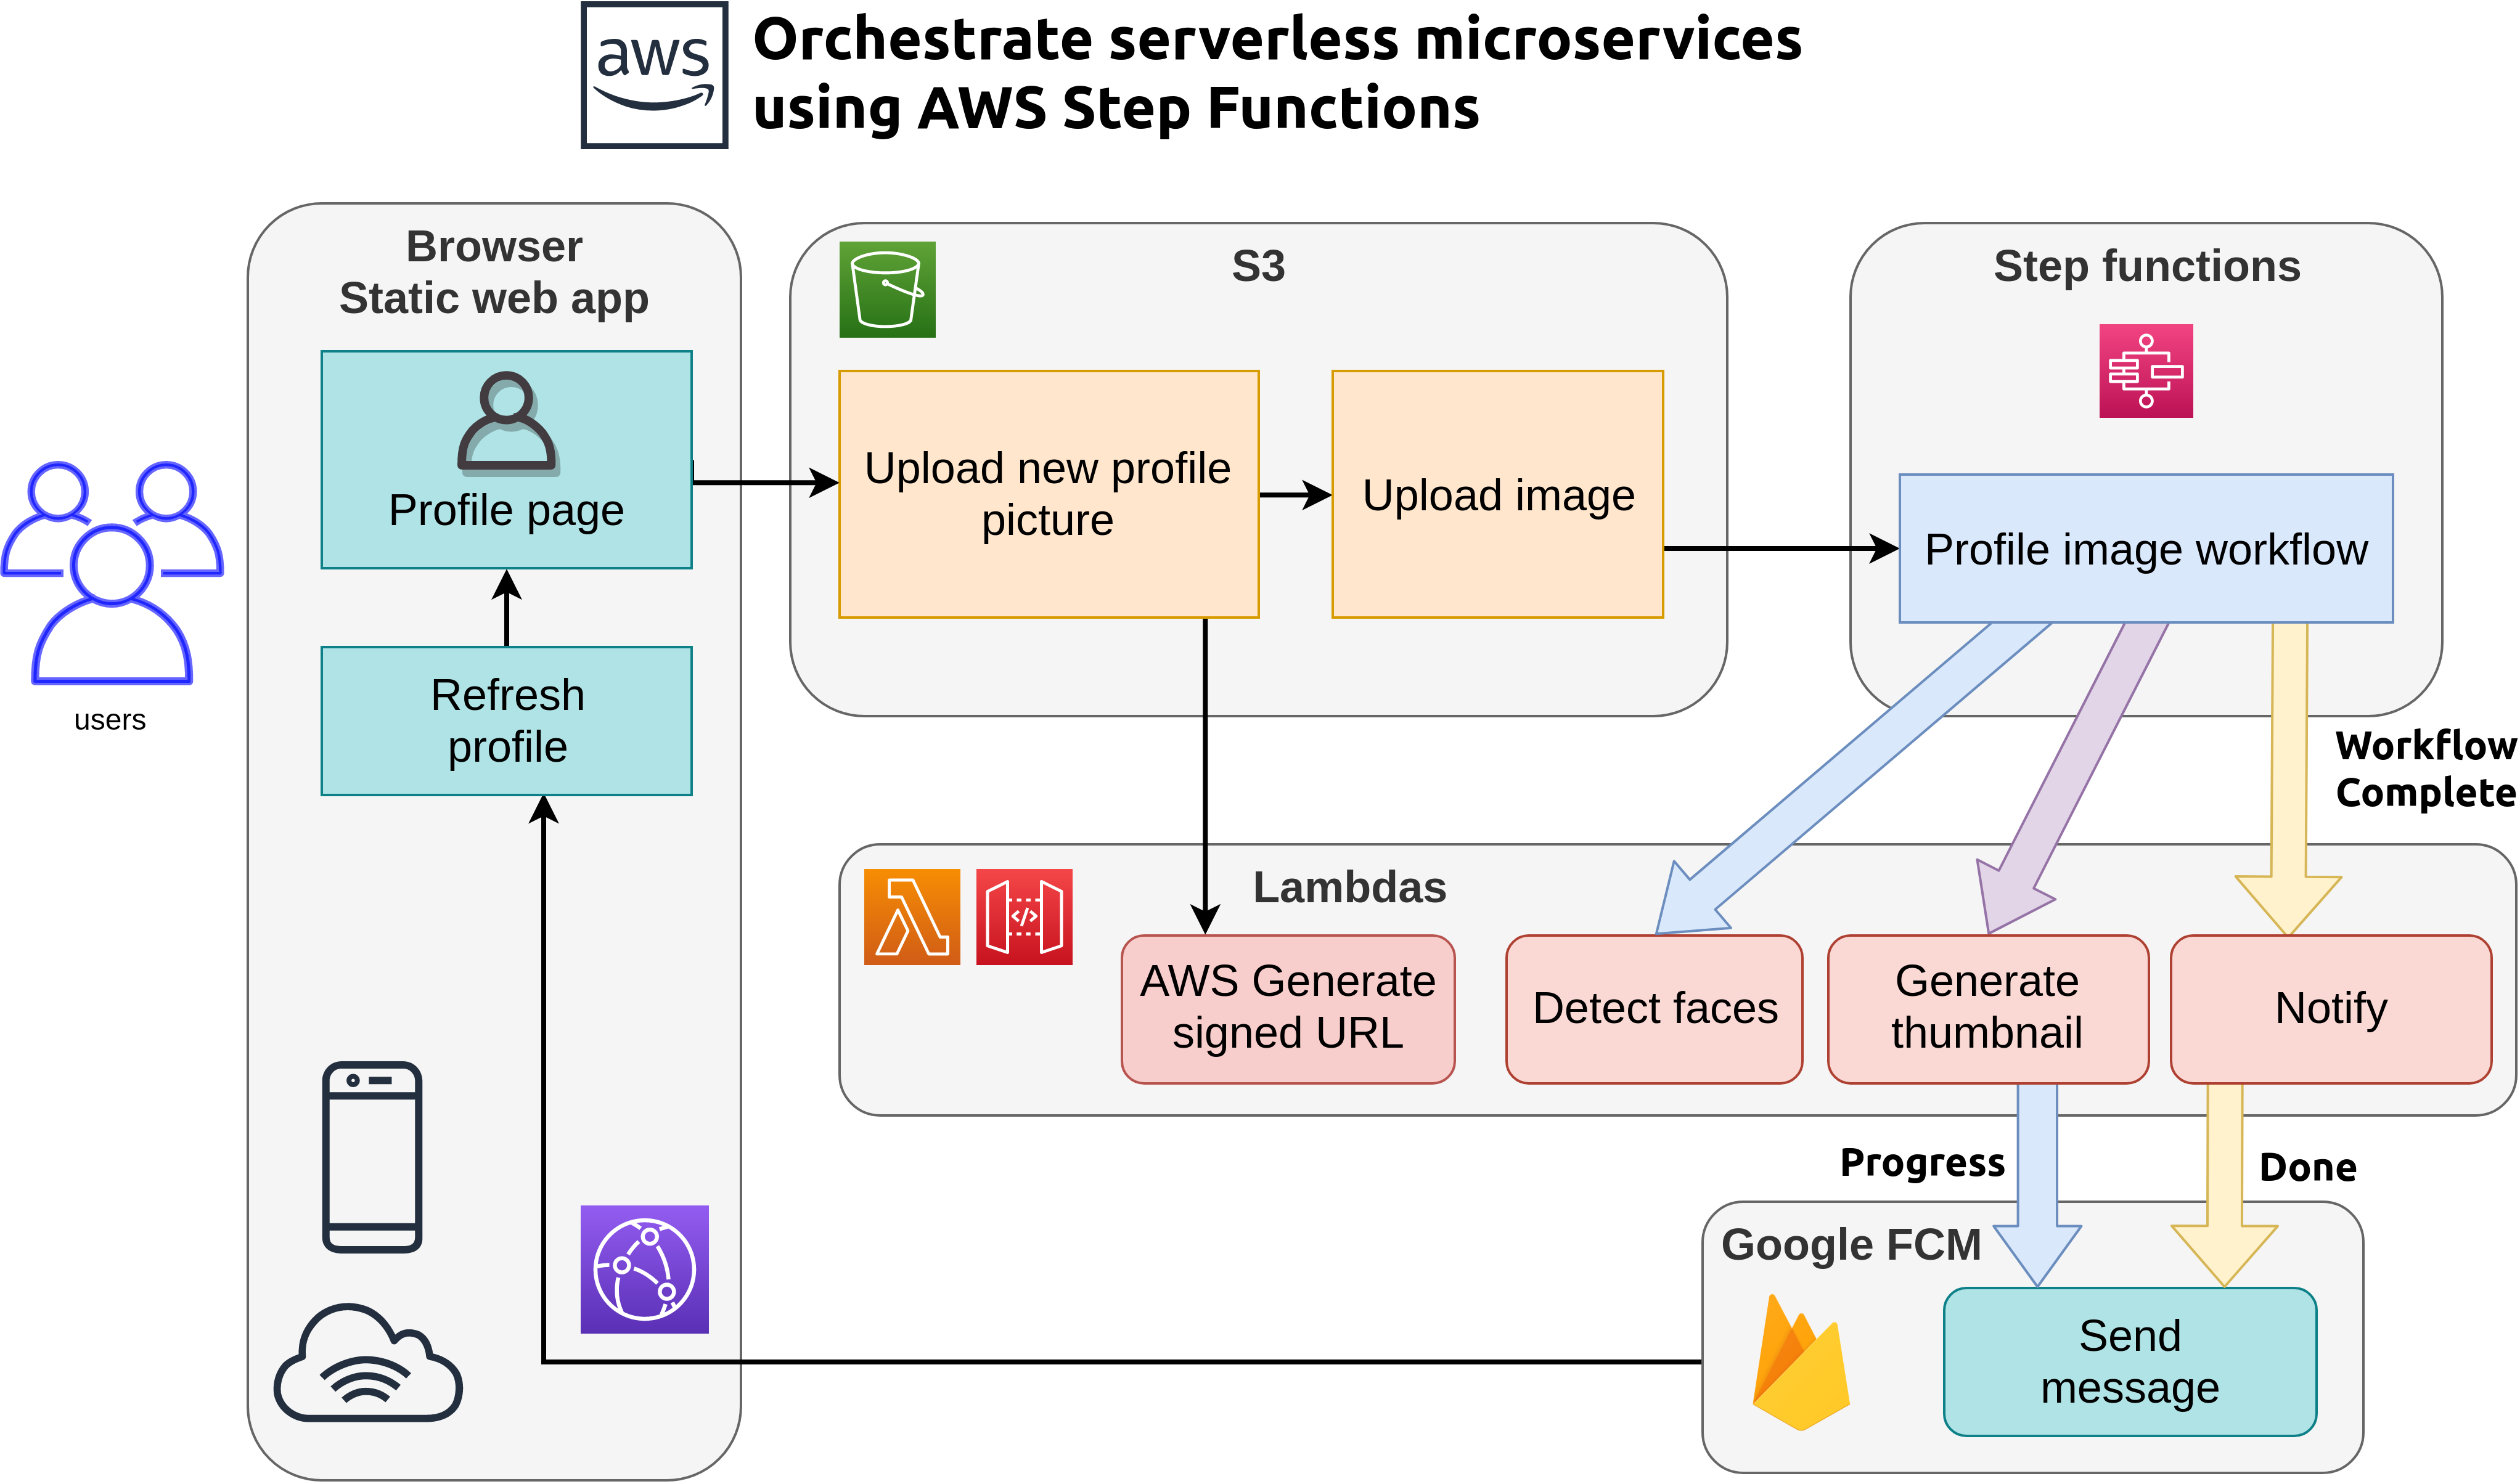 aws
Orchestrate serverless microservices
using AWS Step Functions
Browser
Static web app
Profile page
Refresh
profile
users
S3
Upload new profile
picture
Upload image
Step functions
Profile image workflow
Workflow
Complete
Lambdas
</>
AWS Generate
signed URL
Detect faces
Generate
thumbnail
Notify
Progress
Done
Google FCM
Send
message